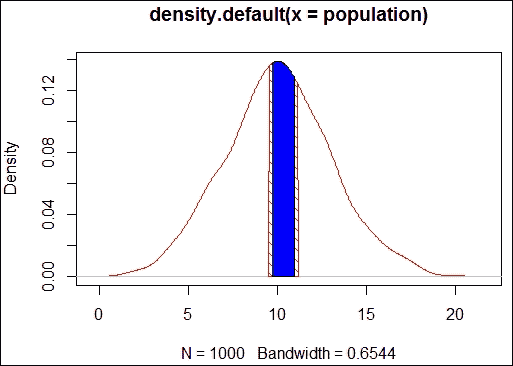 density.default(x = population)
Density
0.12
0.08
0.04
0.00
0 5 10 15 20
N = 1000 Bandwidth = 0.6544